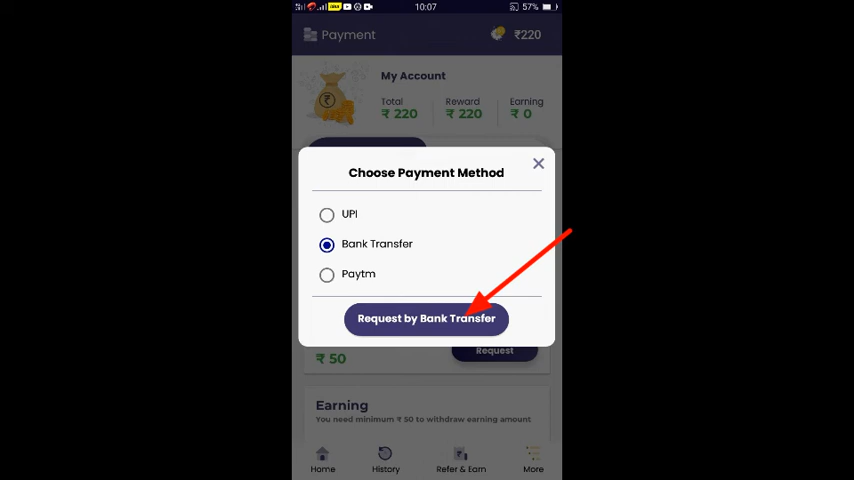 10:07
57%
Payment
₹220
My Account
Total
Reward
Earning
₹ 220
₹ 220
₹ 0
Choose Payment Method
UPI
Bank Transfer
Paytm
Request by Bank Transfer
₹ 50
Request
Earning
You need minimum ₹ 50 to withdraw earning amount
Home
History
Refer & Earn
More